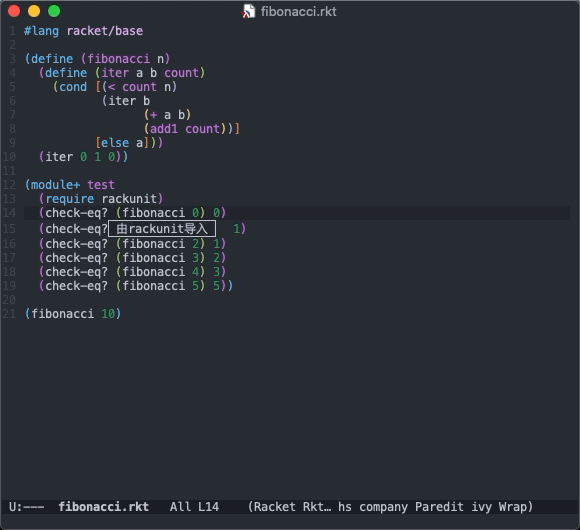 fibonacci.rkt
1 #lang racket/base
2
3 (define (fibonacci n)
4   (define (iter a b count)
5     (cond [(< count n)
6            (iter b
7                  (+ a b)
8                  (add1 count))]
9           [else a]))
10   (iter 0 1 0))
11
12 (module+ test
13   (require rackunit)
14   (check-eq? (fibonacci 0) 0)
15   (check-eq? 由rackunit导入 1)
16   (check-eq? (fibonacci 2) 1)
17   (check-eq? (fibonacci 3) 2)
18   (check-eq? (fibonacci 4) 3)
19   (check-eq? (fibonacci 5) 5))
20
21 (fibonacci 10)
U:--- fibonacci.rkt All L14 (Racket Rkt… hs company Paredit ivy Wrap)